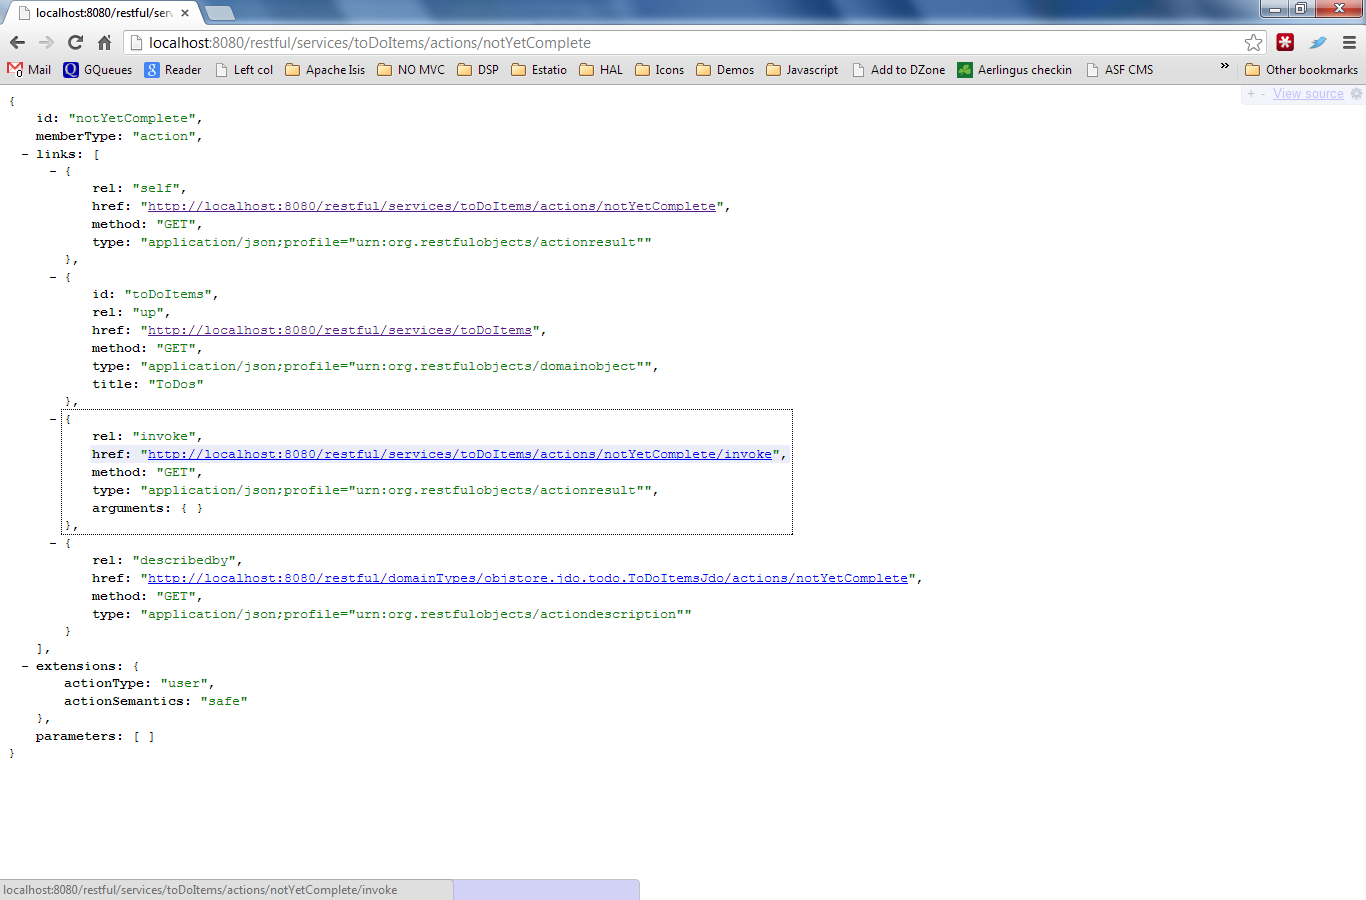 localhost:8080/restful/serv
localhost:8080/restful/services/toDoItems/actions/notYetComplete
Mail GQueues Reader Left col Apache Isis NO MVC DSP Estatio HAL Icons Demos Javascript Add to DZone Aerlingus checkin ASF CMS » Other bookmarks
+ - View source
{
id: "notYetComplete",
memberType: "action",
- links: [
- {
rel: "self",
href: "http://localhost:8080/restful/services/toDoItems/actions/notYetComplete",
method: "GET",
type: "application/json;profile="urn:org.restfulobjects/actionresult""
},
- {
id: "toDoItems",
rel: "up",
href: "http://localhost:8080/restful/services/toDoItems",
method: "GET",
type: "application/json;profile="urn:org.restfulobjects/domainobject"",
title: "ToDos"
},
- {
rel: "invoke",
href: "http://localhost:8080/restful/services/toDoItems/actions/notYetComplete/invoke",
method: "GET",
type: "application/json;profile="urn:org.restfulobjects/actionresult"",
arguments: { }
},
- {
rel: "describedby",
href: "http://localhost:8080/restful/domainTypes/objstore.jdo.todo.ToDoItemsJdo/actions/notYetComplete",
method: "GET",
type: "application/json;profile="urn:org.restfulobjects/actiondescription""
}
],
- extensions: {
actionType: "user",
actionSemantics: "safe"
},
parameters: [ ]
}
localhost:8080/restful/services/toDoItems/actions/notYetComplete/invoke